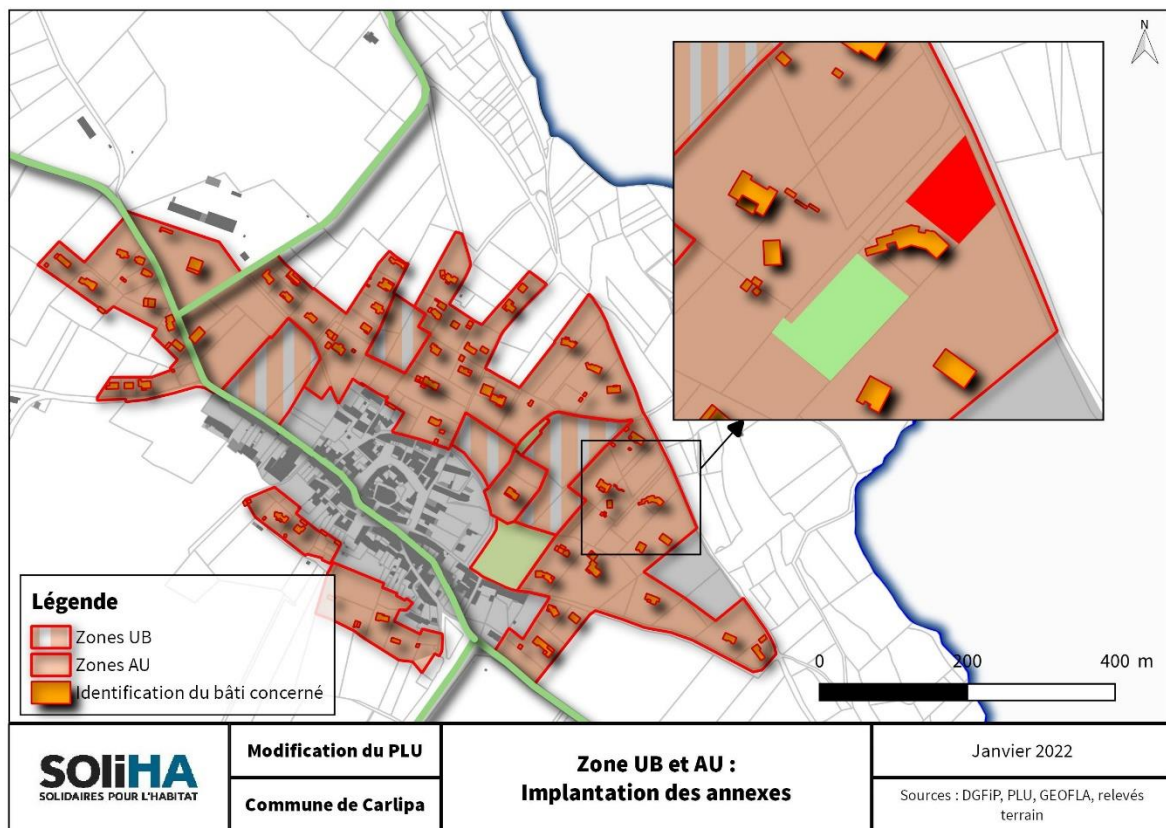 N
Légende
Zones UB
Zones AU
Identification du bâti concerné
0 200 400 m
SOliHA
SOLIDAIRES POUR L'HABITAT
Modification du PLU
Commune de Carlipa
Zone UB et AU :
Implantation des annexes
Janvier 2022
Sources : DGFiP, PLU, GEOFLA, relevés
terrain